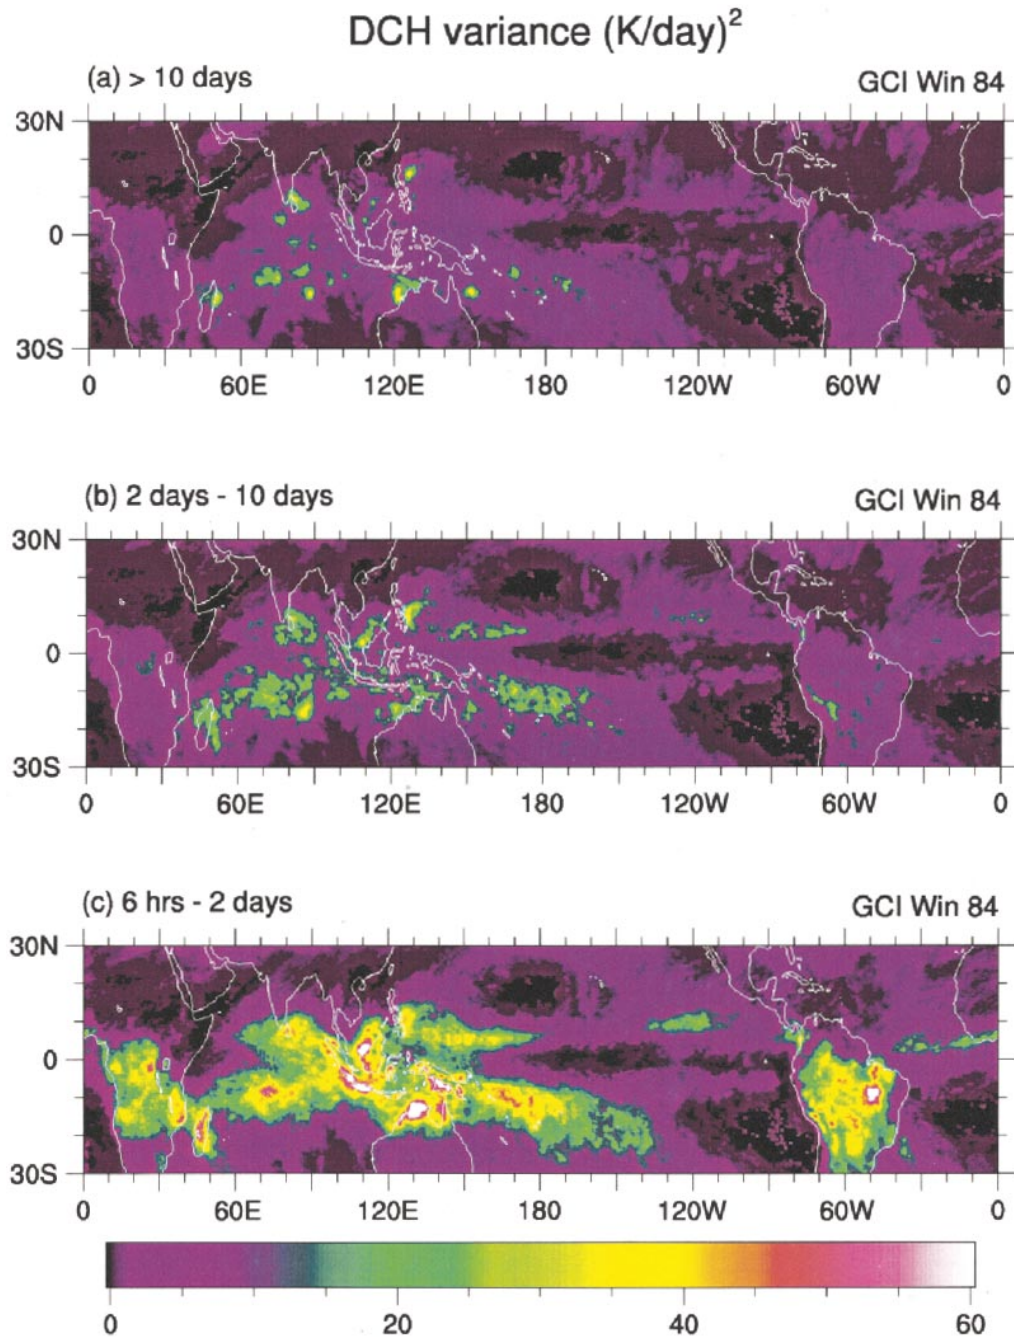 DCH variance (K/day)²
(a) > 10 days GCI Win 84
30N
0
30S
0 60E 120E 180 120W 60W 0
(b) 2 days - 10 days GCI Win 84
30N
0
30S
0 60E 120E 180 120W 60W 0
(c) 6 hrs - 2 days GCI Win 84
30N
0
30S
0 60E 120E 180 120W 60W 0
0 20 40 60